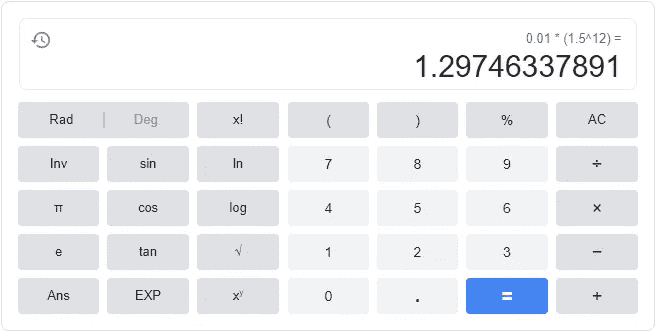 0.01 * (1.5^12) =
1.29746337891
Rad | Deg x! ( ) % AC
Inv sin ln 7 8 9 ÷
π cos log 4 5 6 ×
e tan √ 1 2 3 −
Ans EXP xʸ 0 . = +